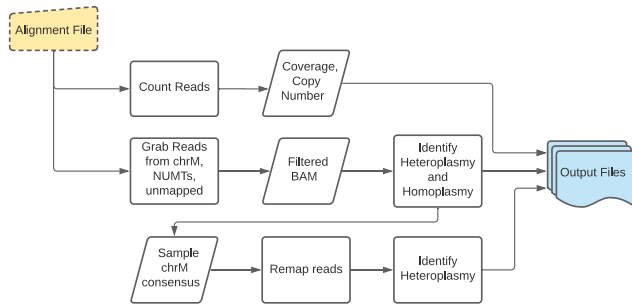 Alignment File
Count Reads
Coverage,
Copy
Number
Grab Reads
from chrM,
NUMTs,
unmapped
Filtered
BAM
Identify
Heteroplasmy
and
Homoplasmy
Output Files
Sample
chrM
consensus
Remap reads
Identify
Heteroplasmy